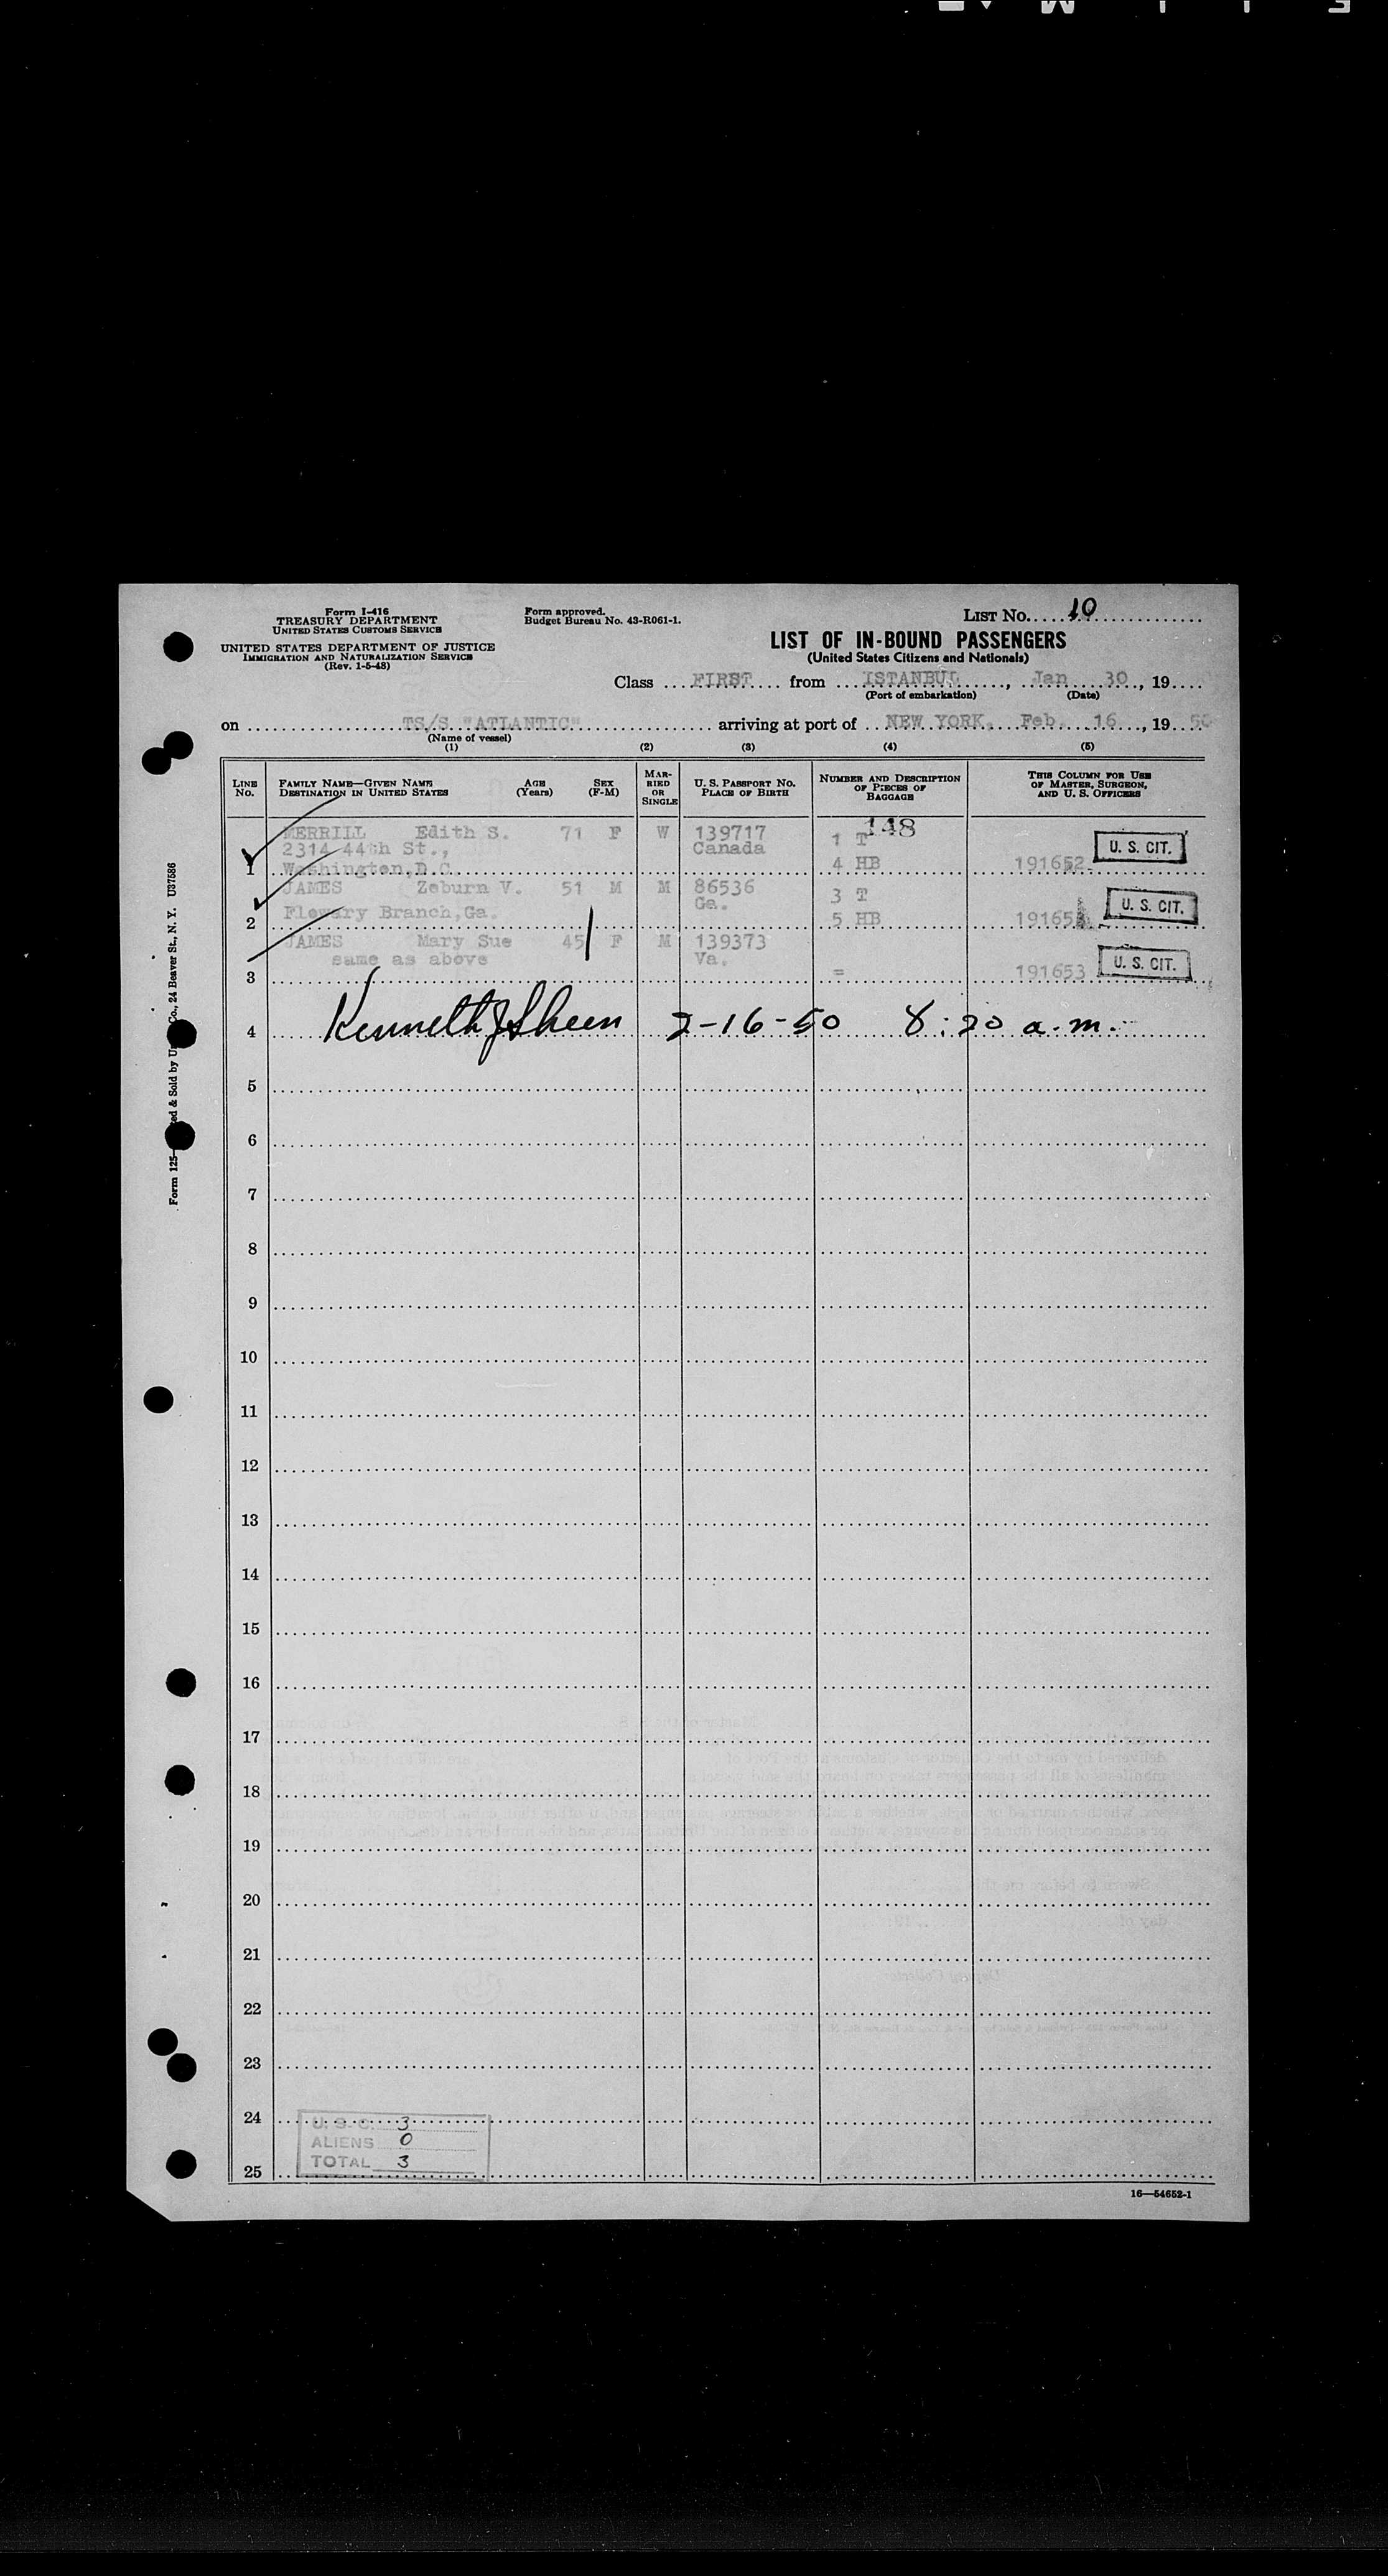 Form I-416
TREASURY DEPARTMENT
UNITED STATES CUSTOMS SERVICE
UNITED STATES DEPARTMENT OF JUSTICE
IMMIGRATION AND NATURALIZATION SERVICE
(Rev. 1-5-48)
Form approved.
Budget Bureau No. 43-R061-1.
LIST No. 10
LIST OF IN-BOUND PASSENGERS
(United States Citizens and Nationals)
Class FIRST from ISTANBUL, Jan 30, 19
(Port of embarkation) (Date)
on TS/S. "ATLANTIC" arriving at port of NEW YORK, Feb. 16, 19 50
(Name of vessel)
(1) (2) (3) (4) (5)
LINE No. FAMILY NAME—GIVEN NAME DESTINATION IN UNITED STATES AGE (Years) SEX (F-M) MARRIED OR SINGLE U. S. PASSPORT NO. PLACE OF BIRTH NUMBER AND DESCRIPTION OF PIECES OF BAGGAGE THIS COLUMN FOR USE OF MASTER, SURGEON, AND U. S. OFFICERS
148
MERRILL Edith S. 71 F W 139717 1 T U. S. CIT.
2314 44th St., Canada
1 Washington, D.C. 4 HB 191652
JAMES Zeburn V. 51 M M 86536 3 T U. S. CIT.
Flowery Branch, Ga. Ga.
2 5 HB 19165
JAMES Mary Sue 45 F M 139373
same as above Va.
3 = 191653 U. S. CIT.
4 Kenneth J Sheen 2-16-50 8:20 a.m.
5
6
7
8
9
10
11
12
13
14
15
16
17
18
19
20
21
22
23
24
25
U. S. C. 3
ALIENS 0
TOTAL 3
16—54652-1
Form 125 ed & Sold by U Co., 24 Beaver St., N. Y. U37586